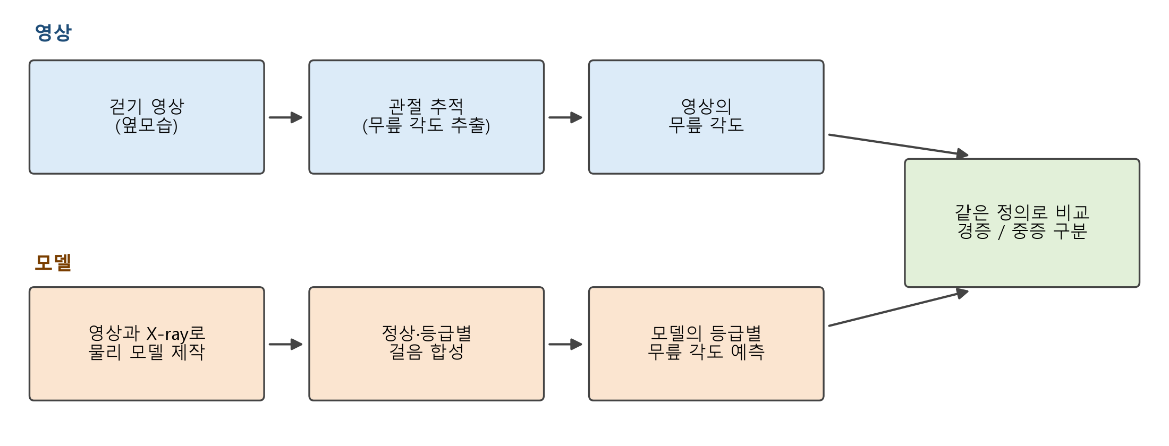 영상
걷기 영상
(옆모습)
관절 추적
(무릎 각도 추출)
영상의
무릎 각도
같은 정의로 비교
경증 / 중증 구분
모델
영상과 X-ray로
물리 모델 제작
정상·등급별
걸음 합성
모델의 등급별
무릎 각도 예측